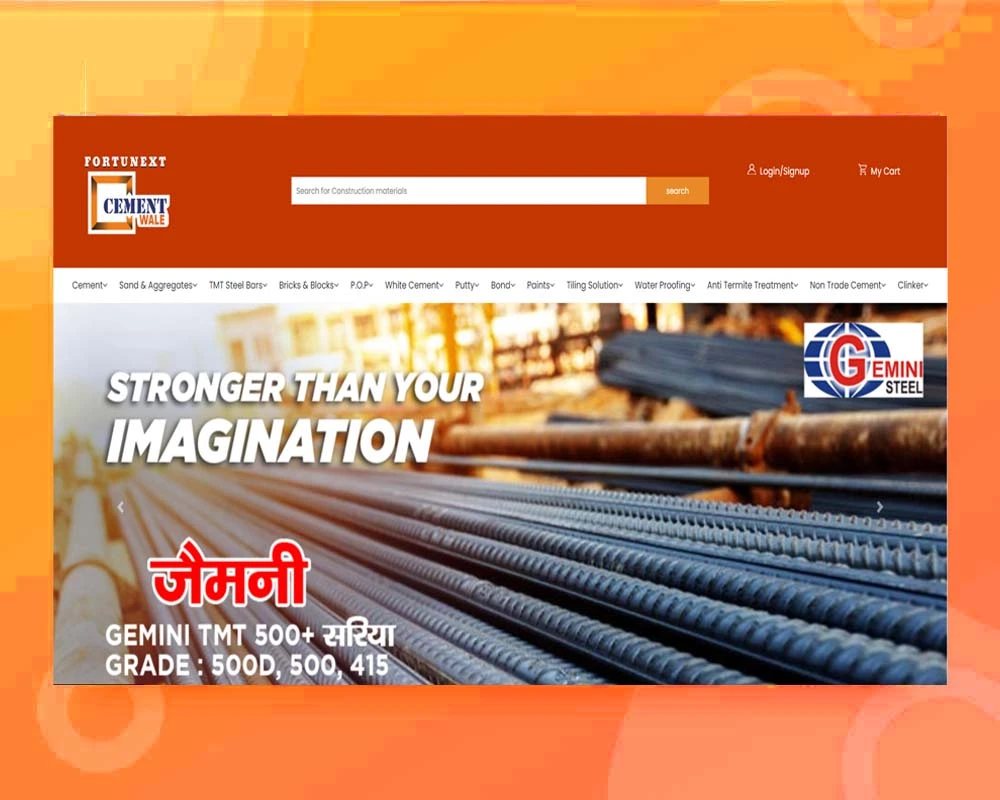 FORTUNEXT
CEMENT
WALE
Search for Construction materials
search
Login/Signup
My Cart
Cement
Sand & Aggregates
TMT Steel Bars
Bricks & Blocks
P.O.P
White Cement
Putty
Bond
Paints
Tiling Solution
Water Proofing
Anti Termite Treatment
Non Trade Cement
Clinker
STRONGER THAN YOUR
IMAGINATION
GEMINI
STEEL
जैमनी
GEMINI TMT 500+ सरिया
GRADE : 500D, 500, 415